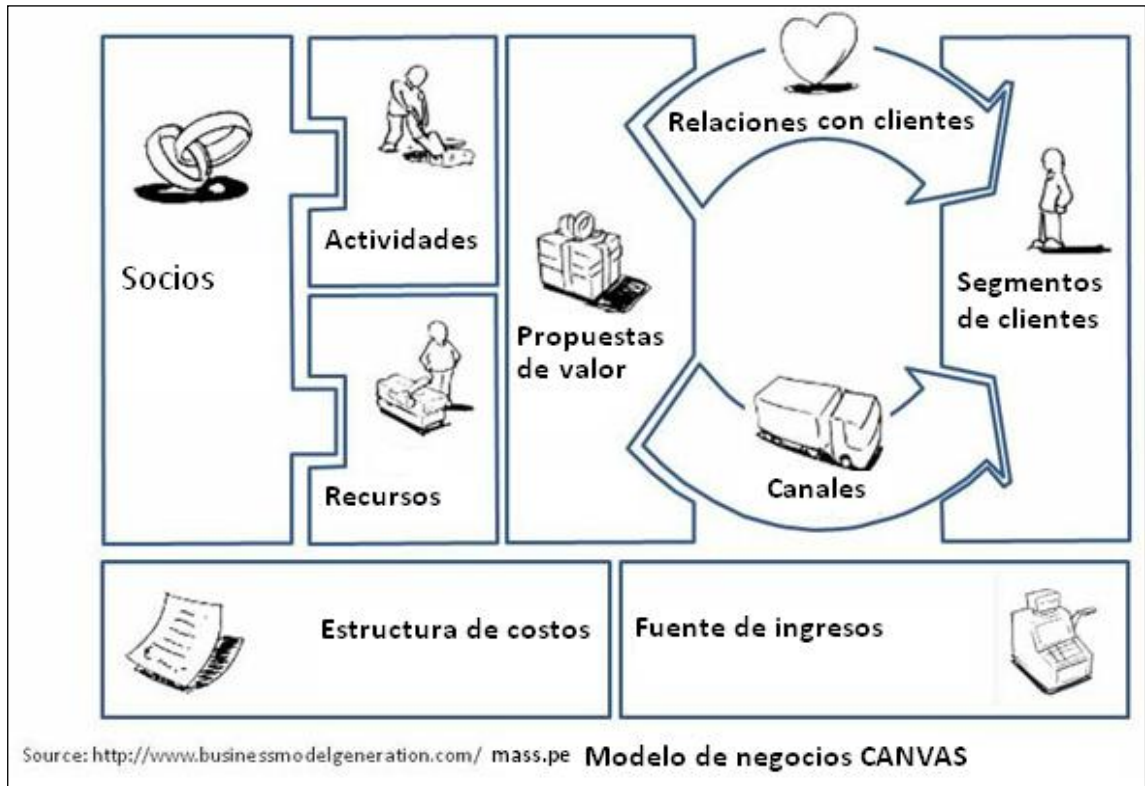 Relaciones con clientes
Actividades
Socios
Propuestas
de valor
Segmentos
de clientes
Recursos
Canales
Estructura de costos
Fuente de ingresos
Source: http://www.businessmodelgeneration.com/ mass.pe Modelo de negocios CANVAS